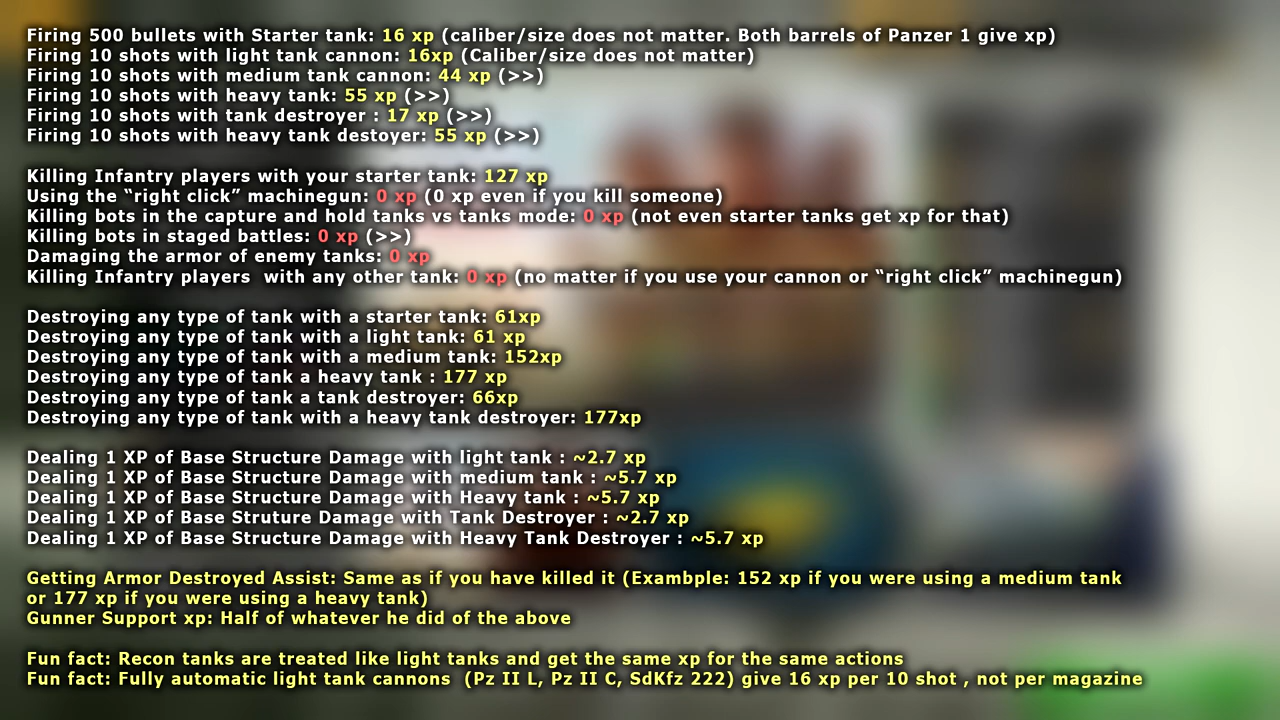 Firing 500 bullets with Starter tank: 16 xp (caliber/size does not matter. Both barrels of Panzer 1 give xp)
Firing 10 shots with light tank cannon: 16xp (Caliber/size does not matter)
Firing 10 shots with medium tank cannon: 44 xp (>>)
Firing 10 shots with heavy tank: 55 xp (>>)
Firing 10 shots with tank destroyer : 17 xp (>>)
Firing 10 shots with heavy tank destoyer: 55 xp (>>)
Killing Infantry players with your starter tank: 127 xp
Using the “right click” machinegun: 0 xp (0 xp even if you kill someone)
Killing bots in the capture and hold tanks vs tanks mode: 0 xp (not even starter tanks get xp for that)
Killing bots in staged battles: 0 xp (>>)
Damaging the armor of enemy tanks: 0 xp
Killing Infantry players  with any other tank: 0 xp (no matter if you use your cannon or “right click” machinegun)
Destroying any type of tank with a starter tank: 61xp
Destroying any type of tank with a light tank: 61 xp
Destroying any type of tank with a medium tank: 152xp
Destroying any type of tank a heavy tank : 177 xp
Destroying any type of tank a tank destroyer: 66xp
Destroying any type of tank with a heavy tank destroyer: 177xp
Dealing 1 XP of Base Structure Damage with light tank : ~2.7 xp
Dealing 1 XP of Base Structure Damage with medium tank : ~5.7 xp
Dealing 1 XP of Base Structure Damage with Heavy tank : ~5.7 xp
Dealing 1 XP of Base Struture Damage with Tank Destroyer : ~2.7 xp
Dealing 1 XP of Base Structure Damage with Heavy Tank Destroyer : ~5.7 xp
Getting Armor Destroyed Assist: Same as if you have killed it (Exambple: 152 xp if you were using a medium tank
or 177 xp if you were using a heavy tank)
Gunner Support xp: Half of whatever he did of the above
Fun fact: Recon tanks are treated like light tanks and get the same xp for the same actions
Fun fact: Fully automatic light tank cannons  (Pz II L, Pz II C, SdKfz 222) give 16 xp per 10 shot , not per magazine